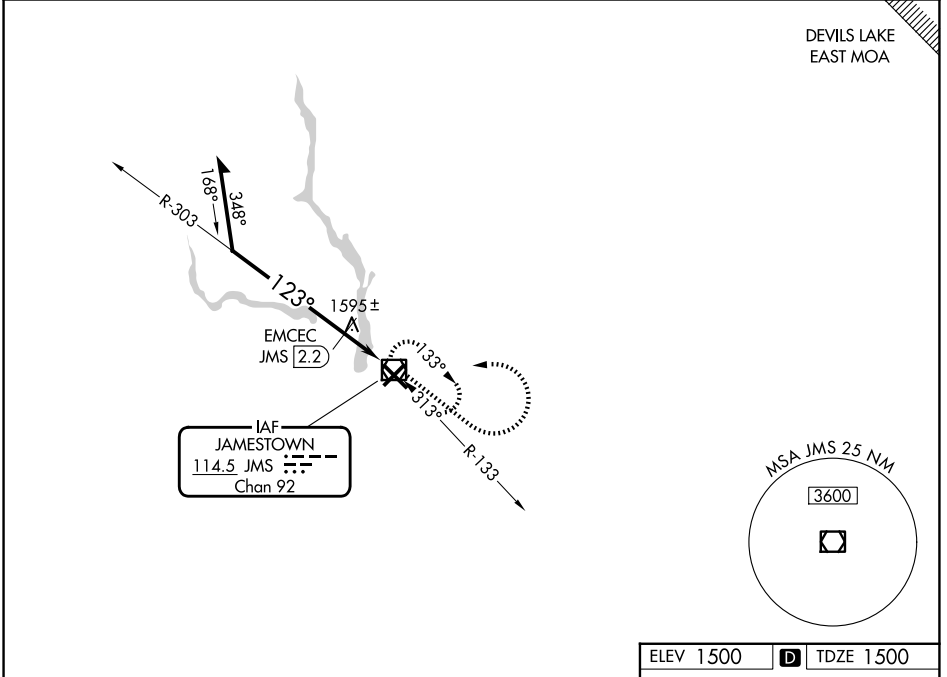 DEVILS LAKE
EAST MOA
R-303
168°
348°
123°
1595 ±
EMCEC
JMS 2.2
133°
313°
R-133
IAF
JAMESTOWN
114.5 JMS
Chan 92
MSA JMS 25 NM
3600
ELEV 1500 D TDZE 1500